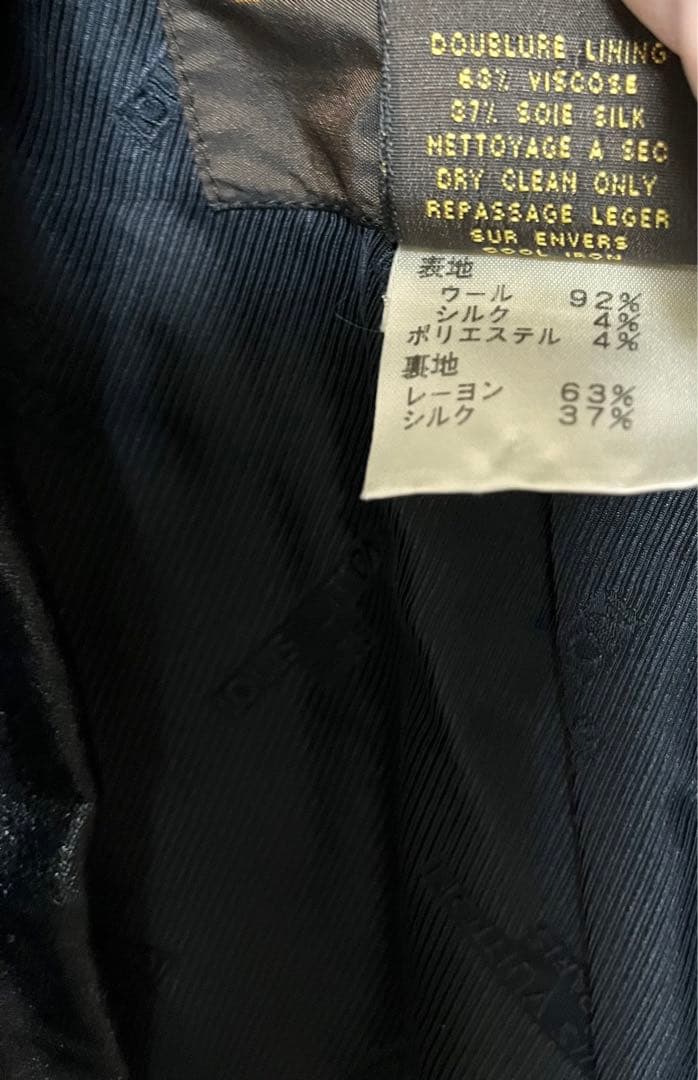 DOUBLURE LINING
63% VISCOSE
37% SOIE SILK
NETTOYAGE A SEC
DRY CLEAN ONLY
REPASSAGE LEGER
SUR ENVERS
COOL IRON
表地
ウール 92%
シルク 4%
ポリエステル 4%
裏地
レーヨン 63%
シルク 37%